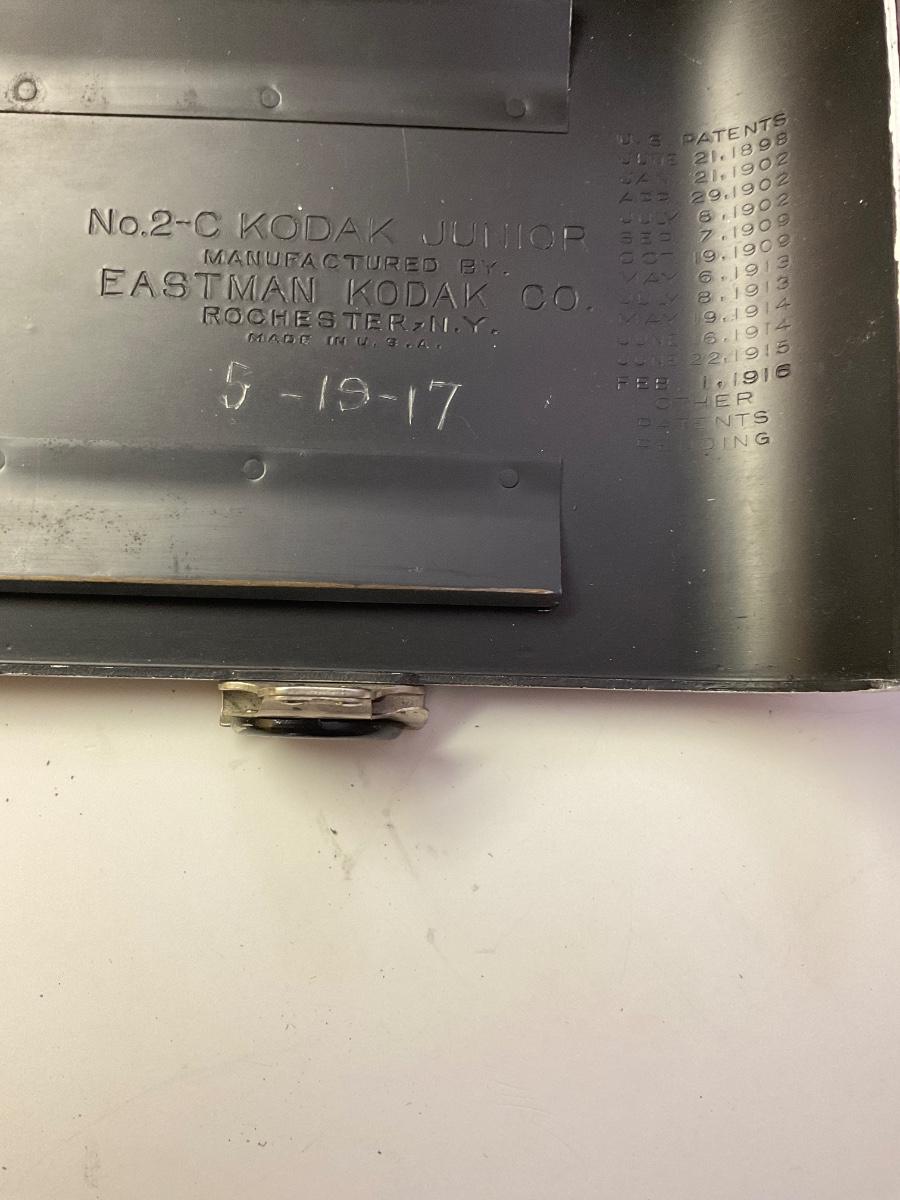 No.2-C KODAK JUNIOR
MANUFACTURED BY.
EASTMAN KODAK CO.
ROCHESTER, N.Y.
MADE IN U.S.A.
5-19-17
U.S. PATENTS
JUNE 21,1898
JAN. 21,1902
APR. 29,1902
JULY 8,1902
SEP. 7,1909
OCT. 19,1909
MAY 6,1913
JULY 8,1913
MAY 19,1914
JUNE 16,1914
JUNE 22,1915
FEB. 1,1916
OTHER
PATENTS
PENDING